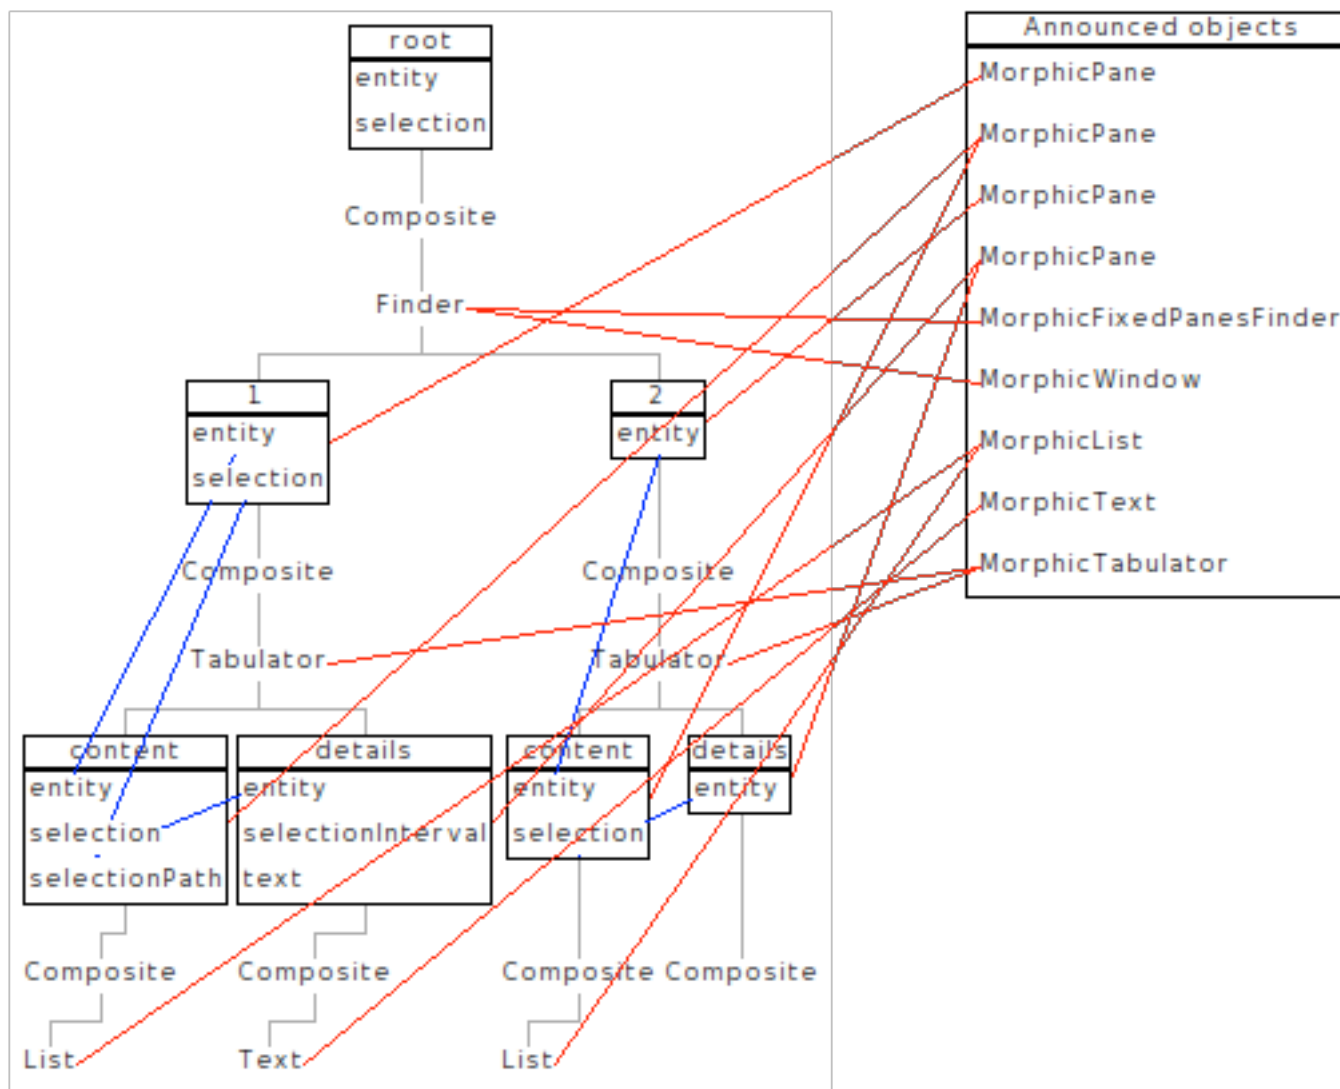 root
entity
selection
Composite
Finder
1
entity
selection
Composite
Tabulator
2
entity
Composite
Tabulator
content
entity
selection
selectionPath
Composite
List
details
entity
selectionInterval
text
Composite
Text
content
entity
selection
Composite
List
details
entity
Composite
Announced objects
MorphicPane
MorphicPane
MorphicPane
MorphicPane
MorphicFixedPanesFinder
MorphicWindow
MorphicList
MorphicText
MorphicTabulator